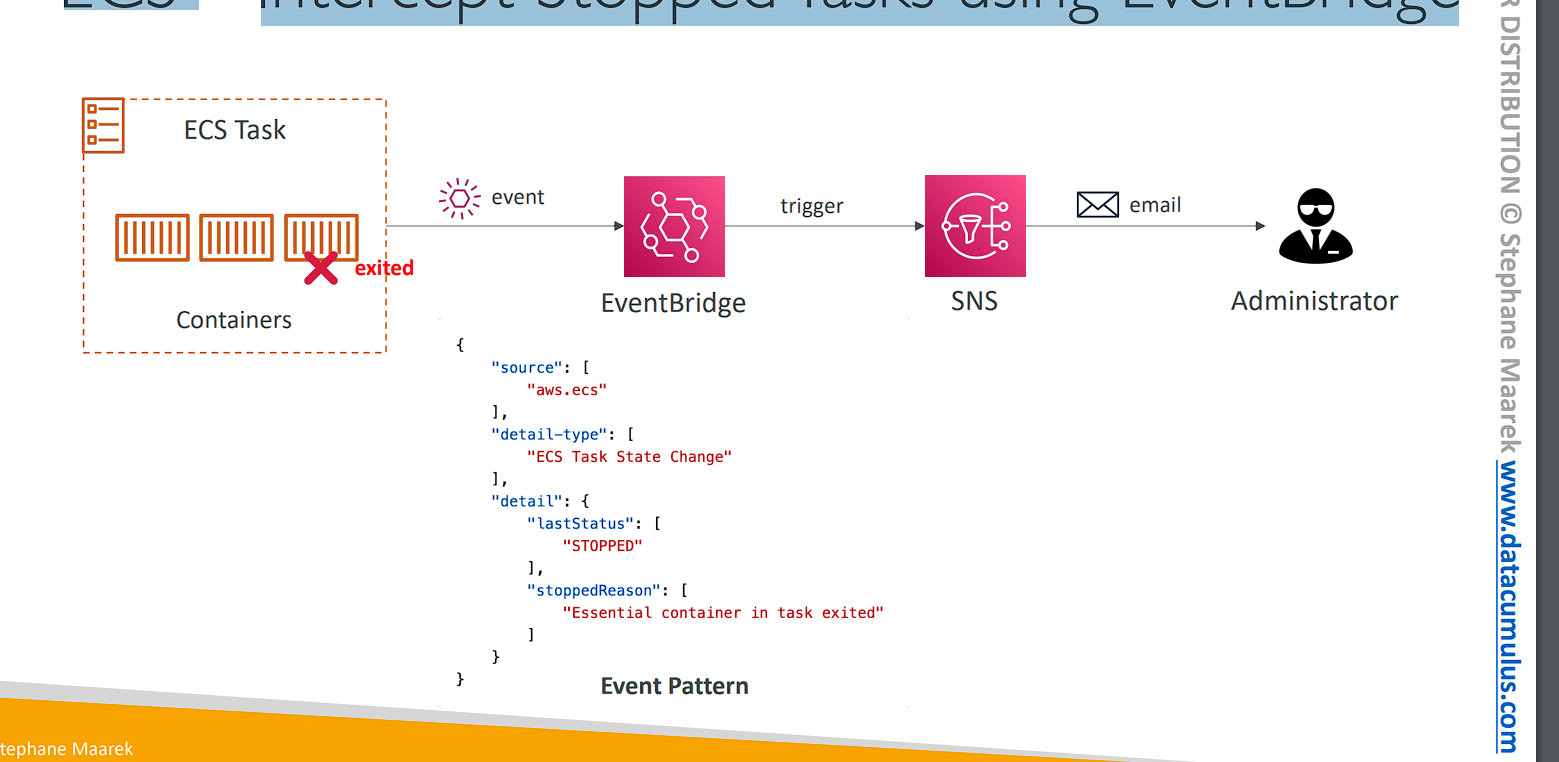 ECS – Intercept Stopped Tasks using EventBridge
ECS Task
exited
Containers
event
EventBridge
trigger
SNS
email
Administrator
{
"source": [
"aws.ecs"
],
"detail-type": [
"ECS Task State Change"
],
"detail": {
"lastStatus": [
"STOPPED"
],
"stoppedReason": [
"Essential container in task exited"
]
}
}
Event Pattern
tephane Maarek
R DISTRIBUTION © Stephane Maarek www.datacumulus.com